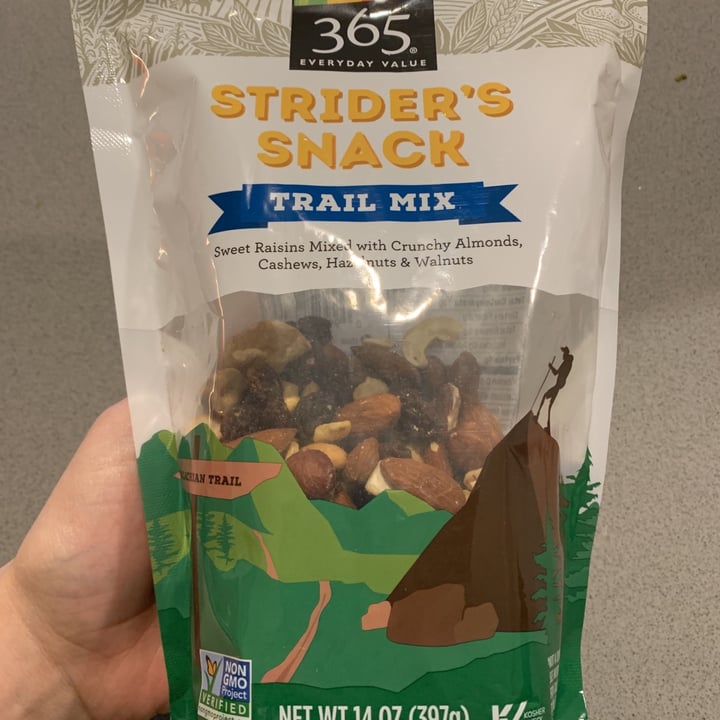 365®
EVERYDAY VALUE
STRIDER'S
SNACK
TRAIL MIX
Sweet Raisins Mixed with Crunchy Almonds,
Cashews, Hazelnuts & Walnuts
TRAIL
NON
GMO
Project
VERIFIED
NET WT 14 OZ (397g)
KOSHER